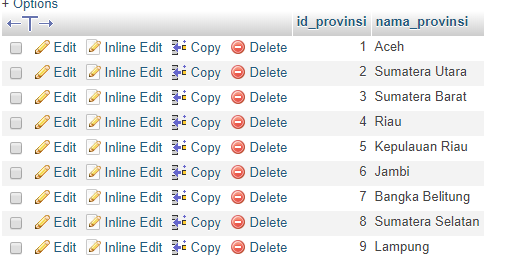 + Options
←T→ id_provinsi nama_provinsi
Edit Inline Edit Copy Delete 1 Aceh
Edit Inline Edit Copy Delete 2 Sumatera Utara
Edit Inline Edit Copy Delete 3 Sumatera Barat
Edit Inline Edit Copy Delete 4 Riau
Edit Inline Edit Copy Delete 5 Kepulauan Riau
Edit Inline Edit Copy Delete 6 Jambi
Edit Inline Edit Copy Delete 7 Bangka Belitung
Edit Inline Edit Copy Delete 8 Sumatera Selatan
Edit Inline Edit Copy Delete 9 Lampung